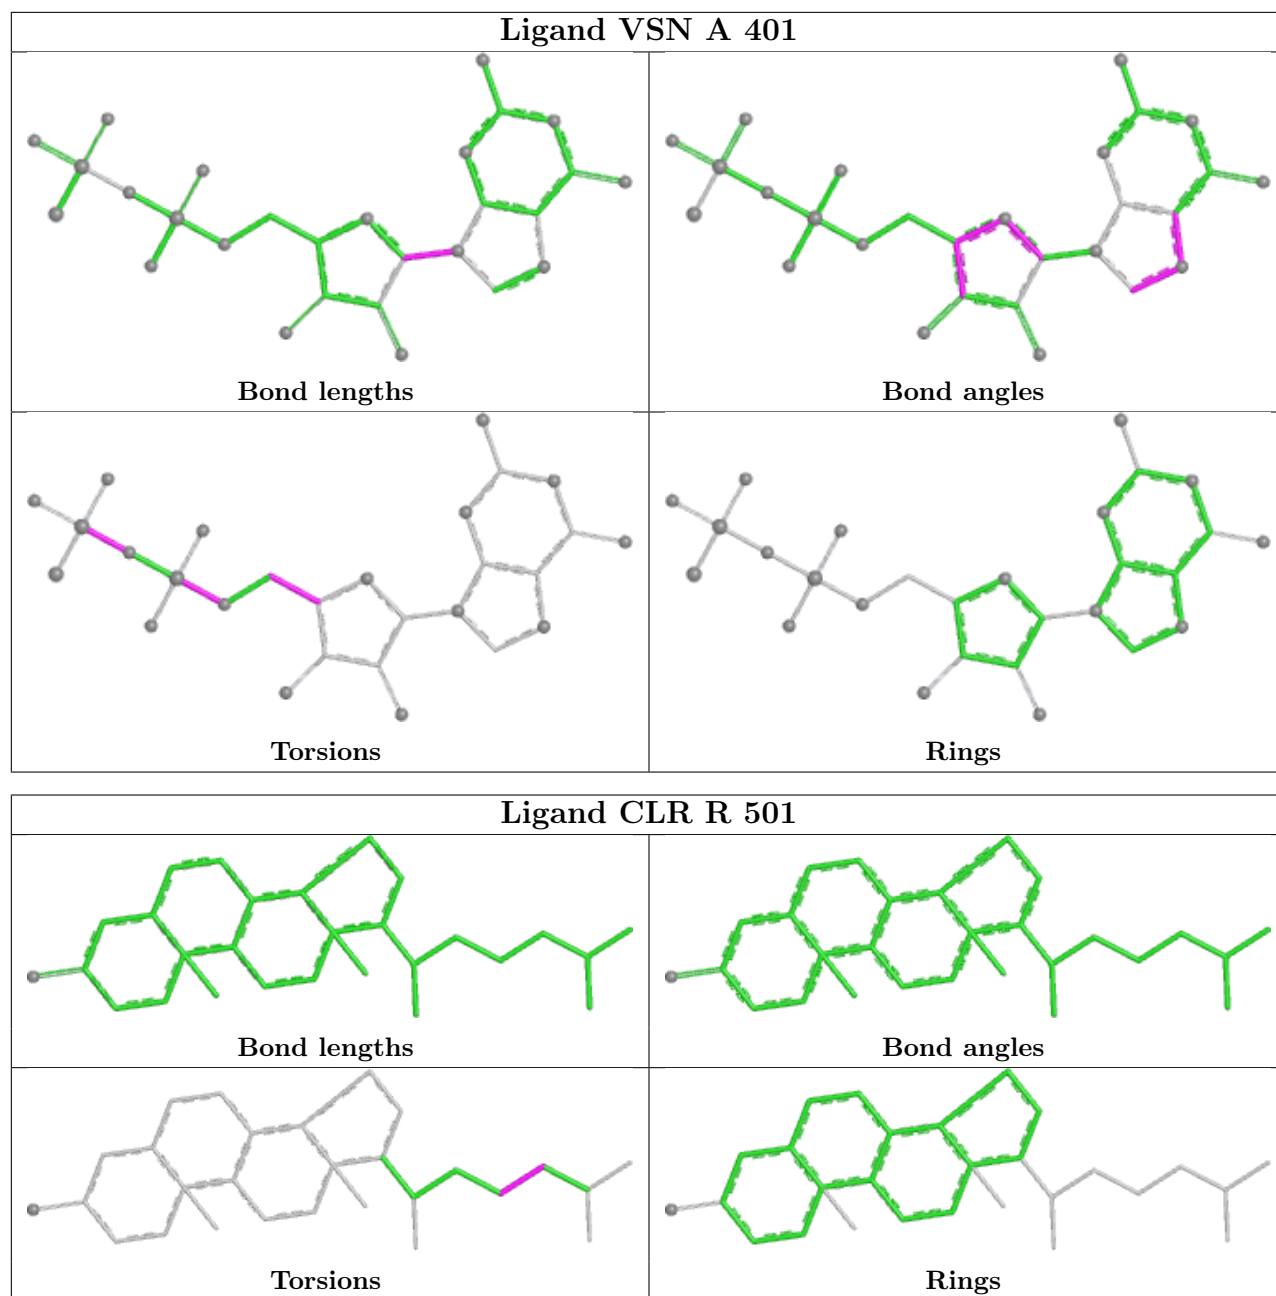 Ligand VSN A 401
Bond lengths
Bond angles
Torsions
Rings
Ligand CLR R 501
Bond lengths
Bond angles
Torsions
Rings